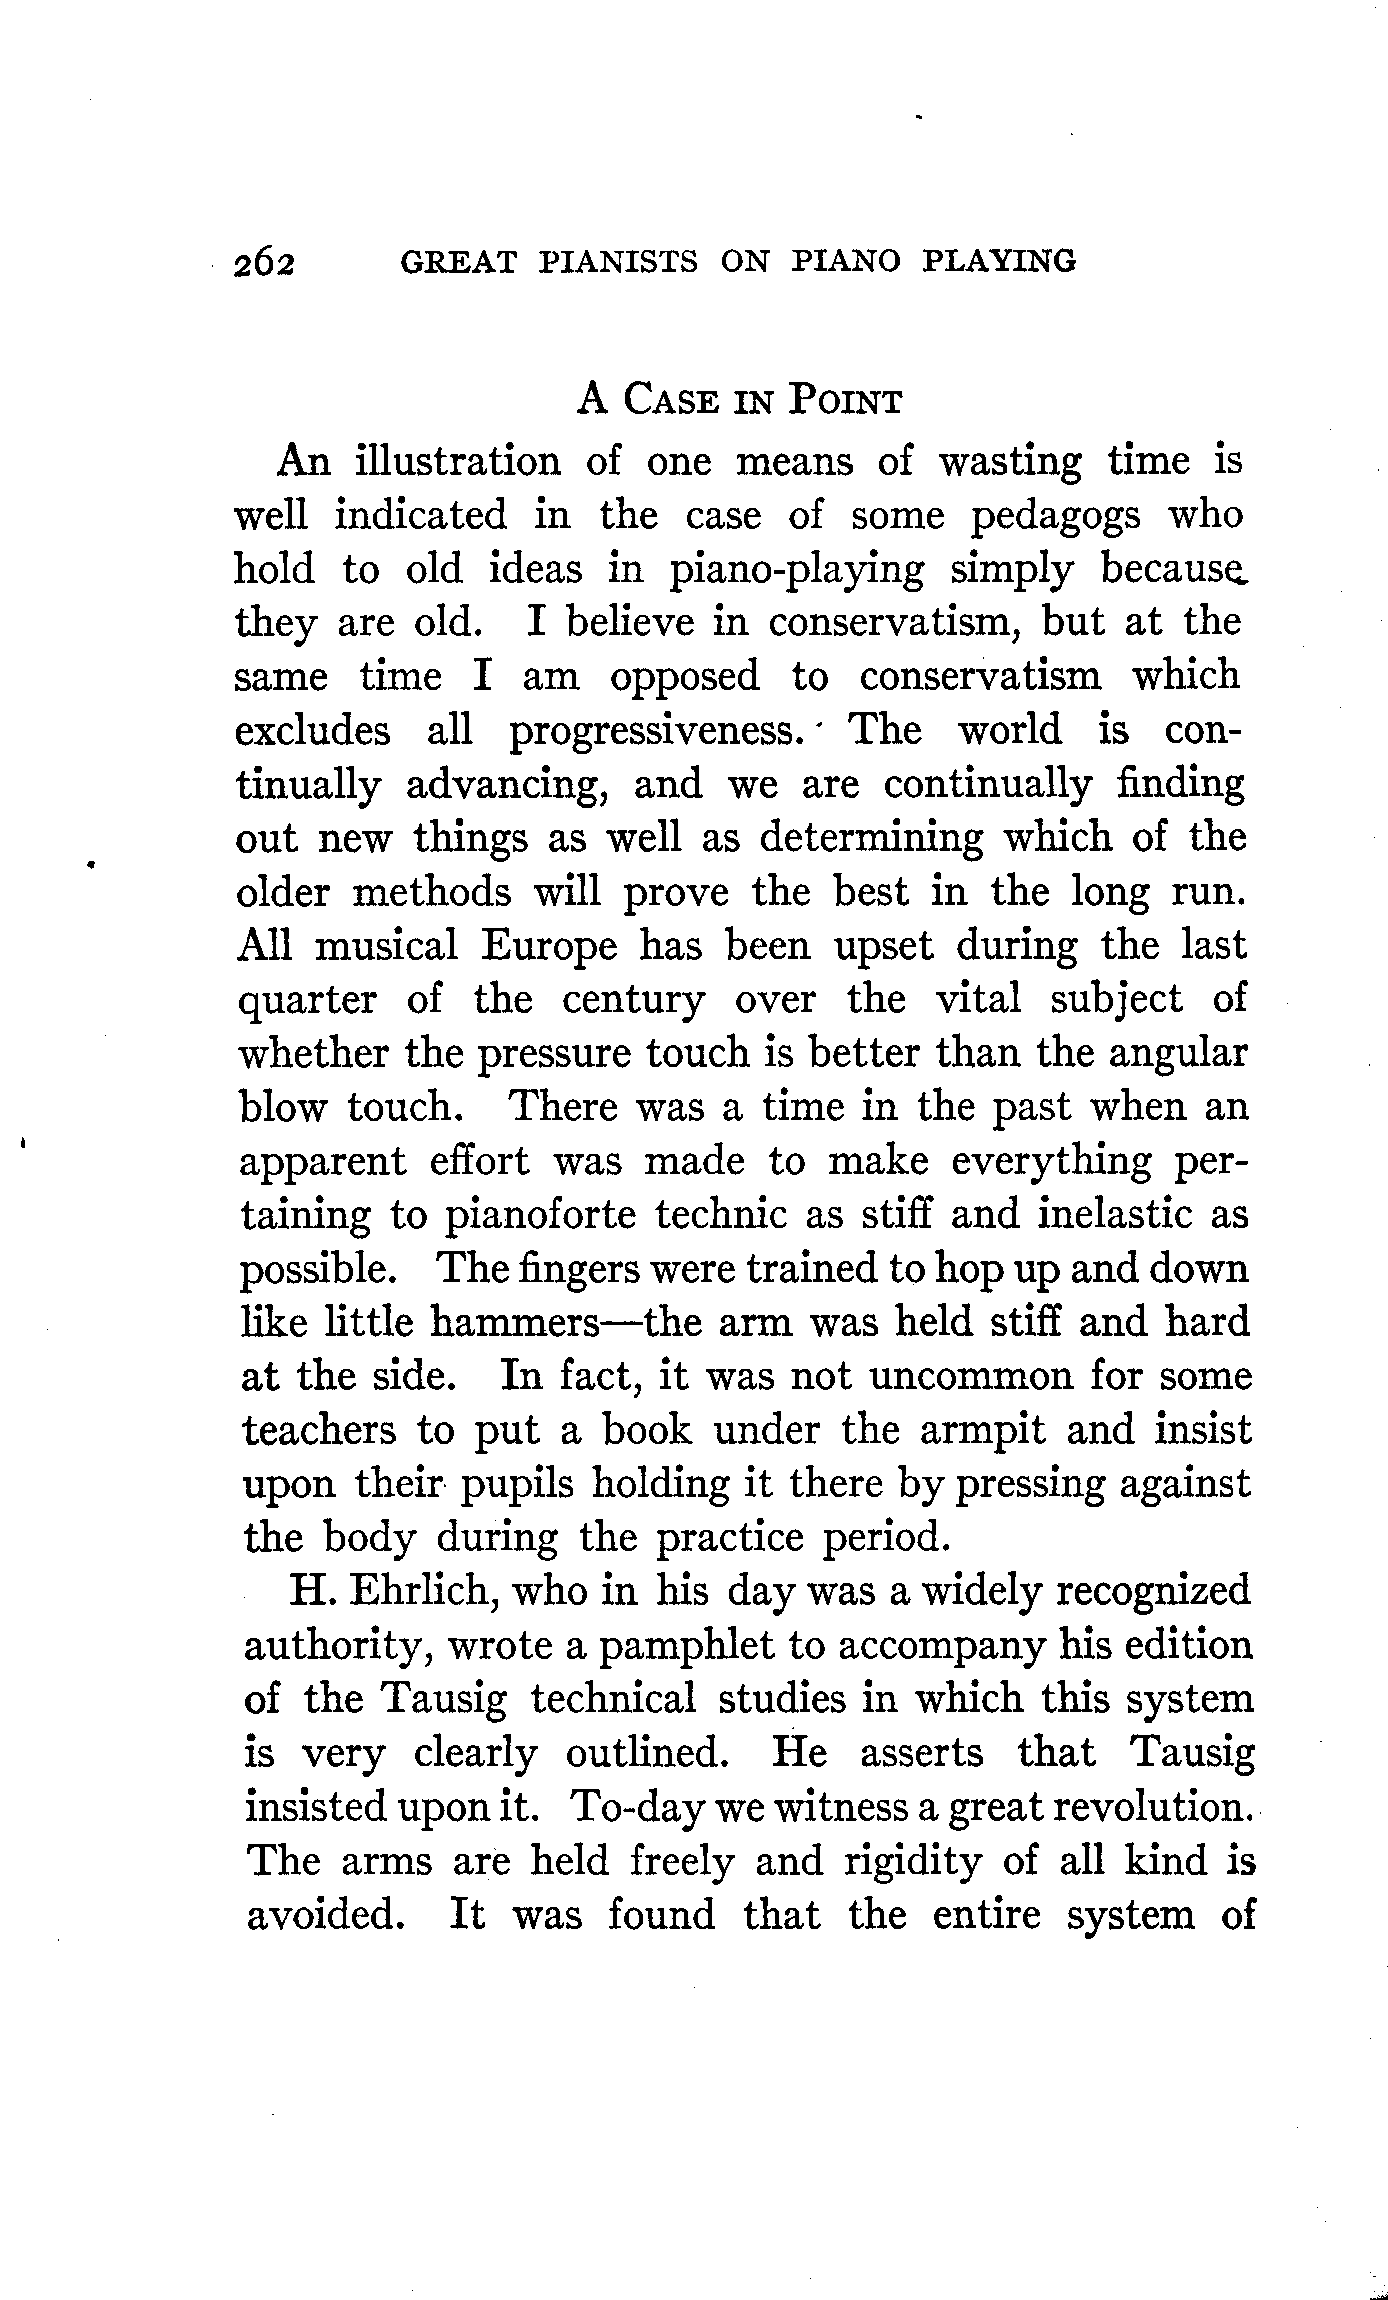 262 GREAT PIANISTS ON PIANO PLAYING
A CASE IN POINT
An illustration of one means of wasting time is
well indicated in the case of some pedagogs who
hold to old ideas in piano-playing simply because
they are old. I believe in conservatism, but at the
same time I am opposed to conservatism which
excludes all progressiveness. The world is con-
tinually advancing, and we are continually finding
out new things as well as determining which of the
older methods will prove the best in the long run.
All musical Europe has been upset during the last
quarter of the century over the vital subject of
whether the pressure touch is better than the angular
blow touch. There was a time in the past when an
apparent effort was made to make everything per-
taining to pianoforte technic as stiff and inelastic as
possible. The fingers were trained to hop up and down
like little hammers—the arm was held stiff and hard
at the side. In fact, it was not uncommon for some
teachers to put a book under the armpit and insist
upon their pupils holding it there by pressing against
the body during the practice period.
H. Ehrlich, who in his day was a widely recognized
authority, wrote a pamphlet to accompany his edition
of the Tausig technical studies in which this system
is very clearly outlined. He asserts that Tausig
insisted upon it. To-day we witness a great revolution.
The arms are held freely and rigidity of all kind is
avoided. It was found that the entire system of